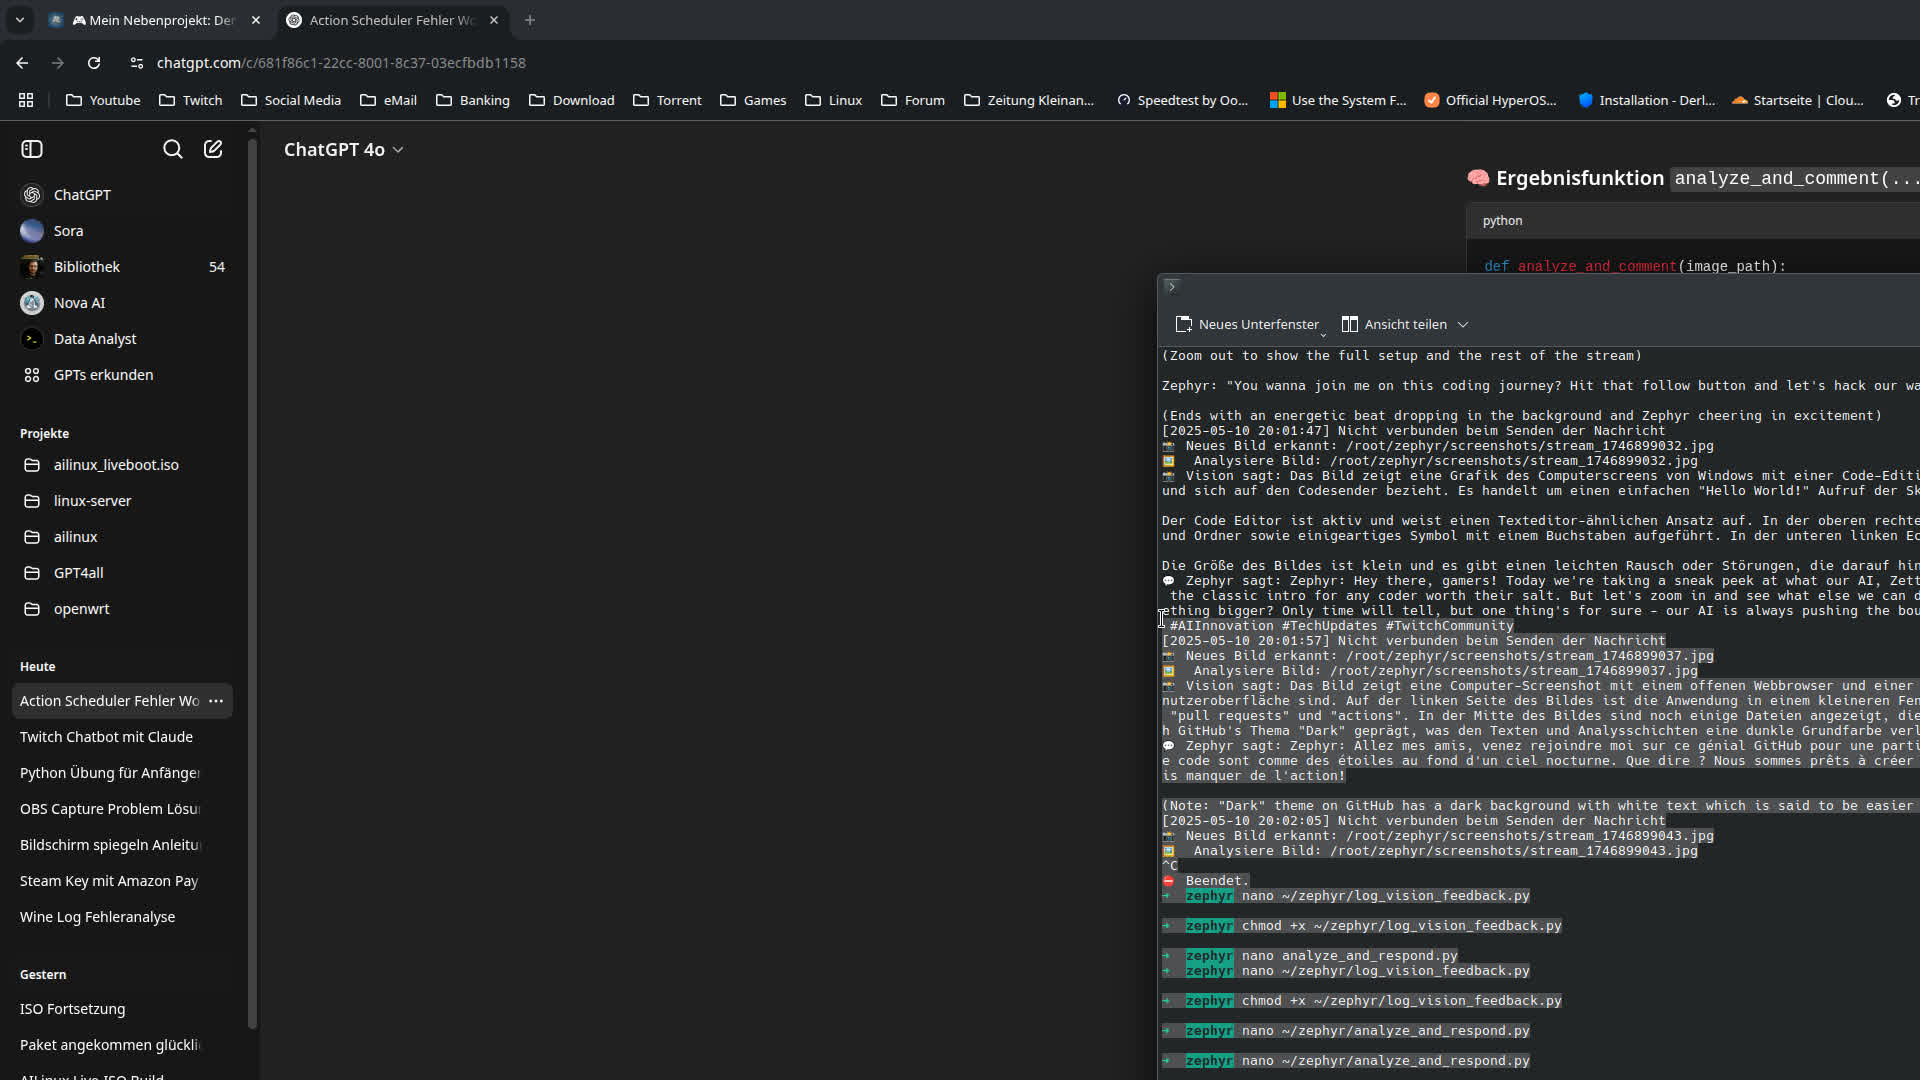 🎮 Mein Nebenprojekt: Der
Action Scheduler Fehler Wo
chatgpt.com/c/681f86c1-22cc-8001-8c37-03ecfbdb1158
Youtube
Twitch
Social Media
eMail
Banking
Download
Torrent
Games
Linux
Forum
Zeitung Kleinan...
Speedtest by Oo...
Use the System F...
Official HyperOS...
Installation - Derl...
Startseite | Clou...
Tr
ChatGPT
Sora
Bibliothek 54
Nova AI
Data Analyst
GPTs erkunden
Projekte
ailinux_liveboot.iso
linux-server
ailinux
GPT4all
openwrt
Heute
Action Scheduler Fehler Wo
Twitch Chatbot mit Claude
Python Übung für Anfänger
OBS Capture Problem Lösu
Bildschirm spiegeln Anleitu
Steam Key mit Amazon Pay
Wine Log Fehleranalyse
Gestern
ISO Fortsetzung
Paket angekommen glückli
AILinux Live ISO Build
ChatGPT 4o
🧠 Ergebnisfunktion analyze_and_comment(...
python
def analyze_and_comment(image_path):
Neues Unterfenster
Ansicht teilen
(Zoom out to show the full setup and the rest of the stream)
Zephyr: "You wanna join me on this coding journey? Hit that follow button and let's hack our wa
(Ends with an energetic beat dropping in the background and Zephyr cheering in excitement)
[2025-05-10 20:01:47] Nicht verbunden beim Senden der Nachricht
📸 Neues Bild erkannt: /root/zephyr/screenshots/stream_1746899032.jpg
🖼️ Analysiere Bild: /root/zephyr/screenshots/stream_1746899032.jpg
📸 Vision sagt: Das Bild zeigt eine Grafik des Computerscreens von Windows mit einer Code-Editi
und sich auf den Codesender bezieht. Es handelt um einen einfachen "Hello World!" Aufruf der Sk
Der Code Editor ist aktiv und weist einen Texteditor-ähnlichen Ansatz auf. In der oberen rechte
und Ordner sowie einigeartiges Symbol mit einem Buchstaben aufgeführt. In der unteren linken Ec
Die Größe des Bildes ist klein und es gibt einen leichten Rausch oder Störungen, die darauf hin
💬 Zephyr sagt: Zephyr: Hey there, gamers! Today we're taking a sneak peek at what our AI, Zett
the classic intro for any coder worth their salt. But let's zoom in and see what else we can d
ething bigger? Only time will tell, but one thing's for sure - our AI is always pushing the bou
#AIInnovation #TechUpdates #TwitchCommunity
[2025-05-10 20:01:57] Nicht verbunden beim Senden der Nachricht
📸 Neues Bild erkannt: /root/zephyr/screenshots/stream_1746899037.jpg
🖼️ Analysiere Bild: /root/zephyr/screenshots/stream_1746899037.jpg
📸 Vision sagt: Das Bild zeigt eine Computer-Screenshot mit einem offenen Webbrowser und einer
nutzeroberfläche sind. Auf der linken Seite des Bildes ist die Anwendung in einem kleineren Fen
"pull requests" und "actions". In der Mitte des Bildes sind noch einige Dateien angezeigt, die
h GitHub's Thema "Dark" geprägt, was den Texten und Analysschichten eine dunkle Grundfarbe verl
💬 Zephyr sagt: Zephyr: Allez mes amis, venez rejoindre moi sur ce génial GitHub pour une parti
e code sont comme des étoiles au fond d'un ciel nocturne. Que dire ? Nous sommes prêts à créer
is manquer de l'action!
(Note: "Dark" theme on GitHub has a dark background with white text which is said to be easier
[2025-05-10 20:02:05] Nicht verbunden beim Senden der Nachricht
📸 Neues Bild erkannt: /root/zephyr/screenshots/stream_1746899043.jpg
🖼️ Analysiere Bild: /root/zephyr/screenshots/stream_1746899043.jpg
^C
⛔ Beendet.
➜ zephyr nano ~/zephyr/log_vision_feedback.py
➜ zephyr chmod +x ~/zephyr/log_vision_feedback.py
➜ zephyr nano analyze_and_respond.py
➜ zephyr nano ~/zephyr/log_vision_feedback.py
➜ zephyr chmod +x ~/zephyr/log_vision_feedback.py
➜ zephyr nano ~/zephyr/analyze_and_respond.py
➜ zephyr nano ~/zephyr/analyze_and_respond.py